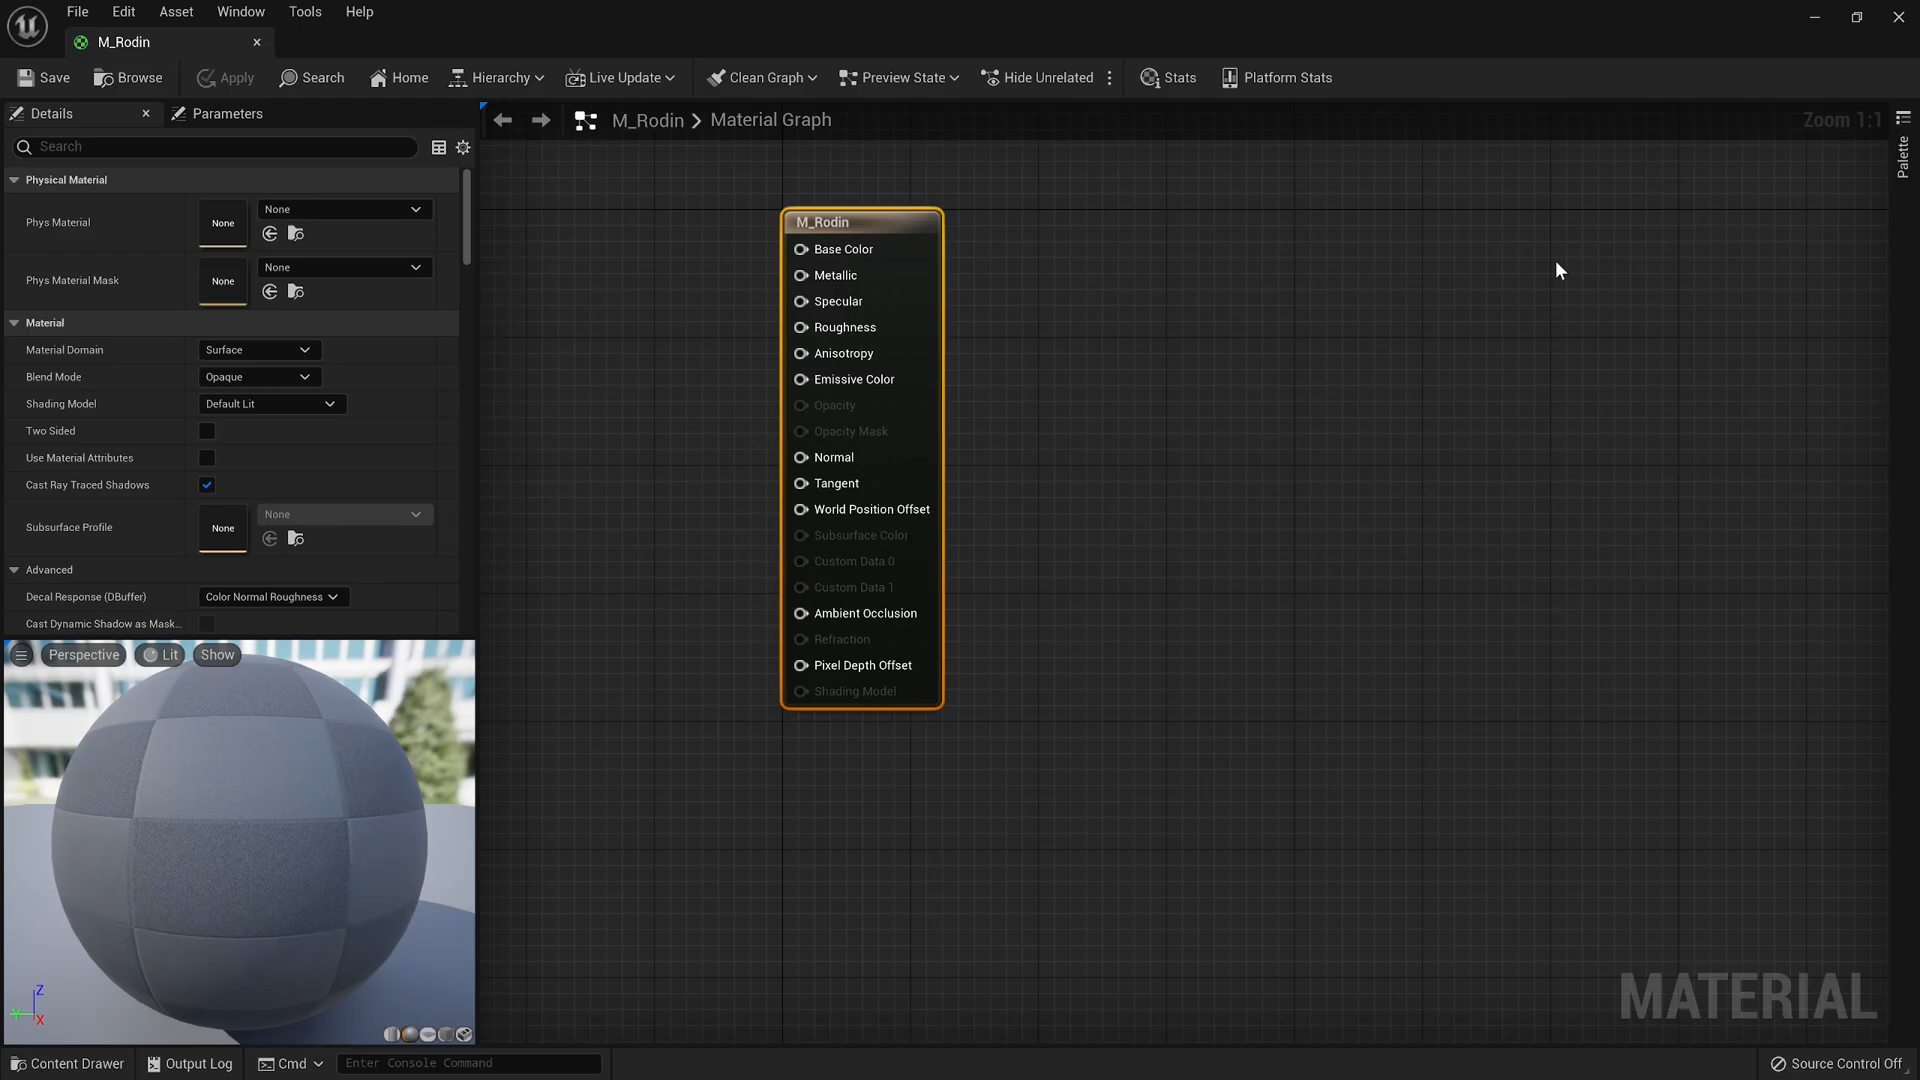 File Edit Asset Window Tools Help
M_Rodin
Save Browse Apply Search Home Hierarchy Live Update Clean Graph Preview State Hide Unrelated Stats Platform Stats
Details Parameters
M_Rodin > Material Graph
Zoom 1:1
Palette
Search
Physical Material
Phys Material None None
Phys Material Mask None None
Material
Material Domain Surface
Blend Mode Opaque
Shading Model Default Lit
Two Sided
Use Material Attributes
Cast Ray Traced Shadows
Subsurface Profile None None
Advanced
Decal Response (DBuffer) Color Normal Roughness
Cast Dynamic Shadow as Mask...
Perspective Lit Show
Z
Y
X
M_Rodin
Base Color
Metallic
Specular
Roughness
Anisotropy
Emissive Color
Opacity
Opacity Mask
Normal
Tangent
World Position Offset
Subsurface Color
Custom Data 0
Custom Data 1
Ambient Occlusion
Refraction
Pixel Depth Offset
Shading Model
MATERIAL
Content Drawer Output Log Cmd Enter Console Command Source Control Off